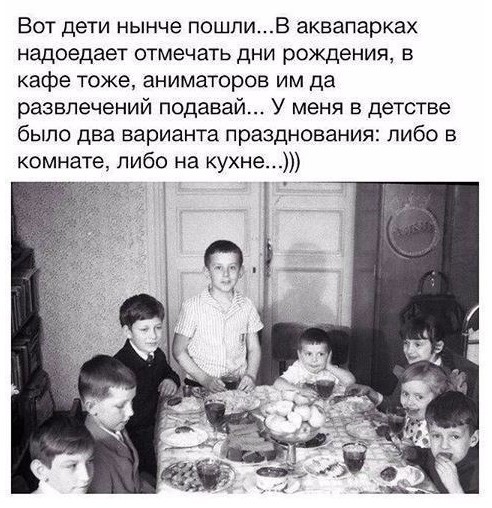 Вот дети нынче пошли...В аквапарках
надоедает отмечать дни рождения, в
кафе тоже, аниматоров им да
развлечений подавай... У меня в детстве
было два варианта празднования: либо в
комнате, либо на кухне...)))